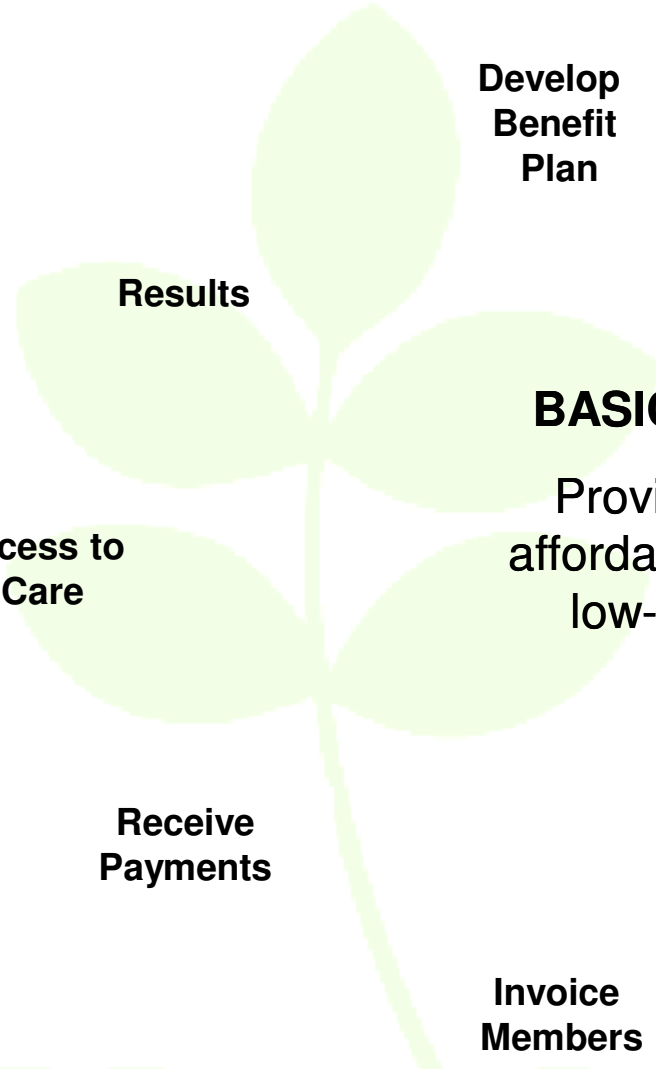 Develop
Benefit
Plan
Results
BASIC
Provi
afforda
low-
cess to
Care
Receive
Payments
Invoice
Members